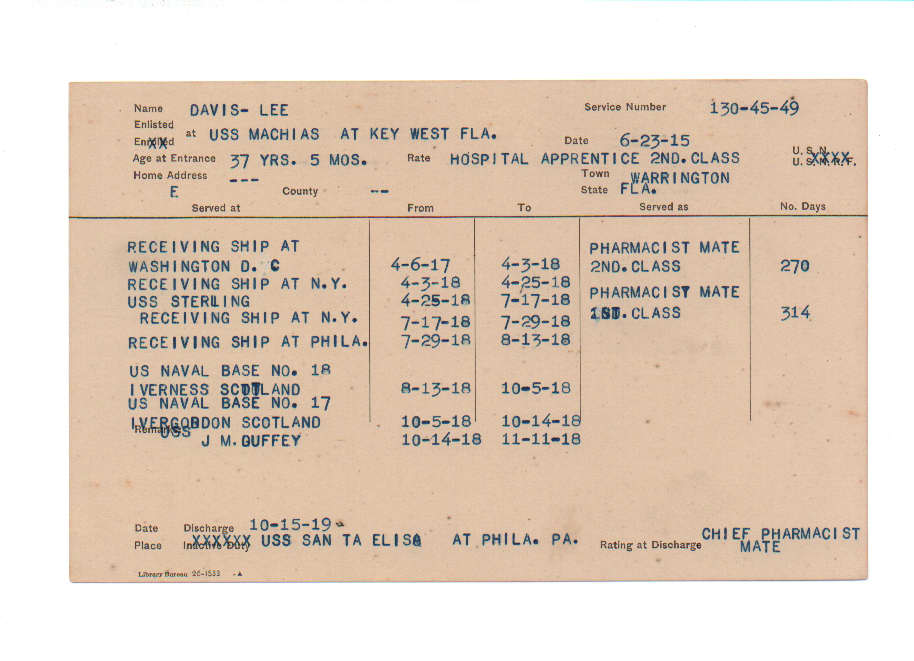 Name DAVIS- LEE Service Number 130-45-49
Enlisted
Enrolled at USS MACHIAS AT KEY WEST FLA. Date 6-23-15
Age at Entrance 37 YRS. 5 MOS. Rate HOSPITAL APPRENTICE 2ND. CLASS U. S. N.
U. S. N. R. F.
Home Address --- Town WARRINGTON
E County -- State FLA.
Served at From To Served as No. Days
RECEIVING SHIP AT PHARMACIST MATE
WASHINGTON D. C 4-6-17 4-3-18 2ND. CLASS 270
RECEIVING SHIP AT N.Y. 4-3-18 4-25-18
USS STERLING 4-25-18 7-17-18 PHARMACIST MATE
RECEIVING SHIP AT N.Y. 7-17-18 7-29-18 1ST. CLASS 314
RECEIVING SHIP AT PHILA. 7-29-18 8-13-18
US NAVAL BASE NO. 18
IVERNESS SCOTLAND 8-13-18 10-5-18
US NAVAL BASE NO. 17
IVERGORDON SCOTLAND 10-5-18 10-14-18
Remarks USS J M. GUFFEY 10-14-18 11-11-18
Date Discharge 10-15-19
Place Inactive Duty XXXXXX USS SAN TA ELISA AT PHILA. PA. Rating at Discharge CHIEF PHARMACIST MATE
Library Bureau 26-1533 -A